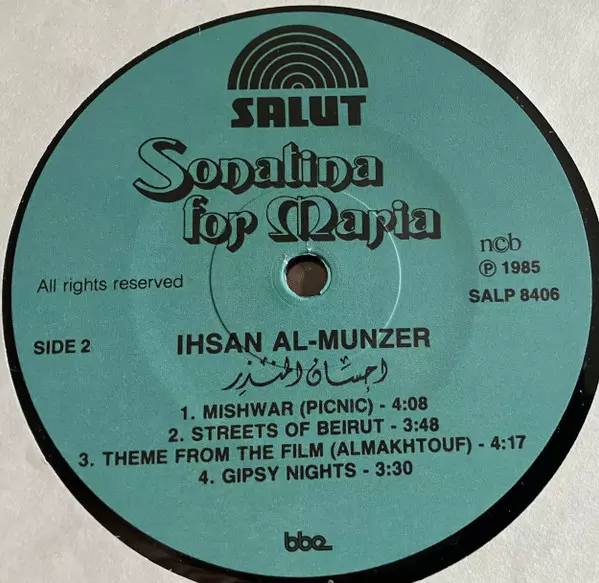 SALUT
Sonatina
for Maria
ncb
All rights reserved
℗ 1985
SALP 8406
SIDE 2
IHSAN AL-MUNZER
احسان المنذر
1. MISHWAR (PICNIC) - 4:08
2. STREETS OF BEIRUT - 3:48
3. THEME FROM THE FILM (ALMAKHTOUF) - 4:17
4. GIPSY NIGHTS - 3:30
bbe